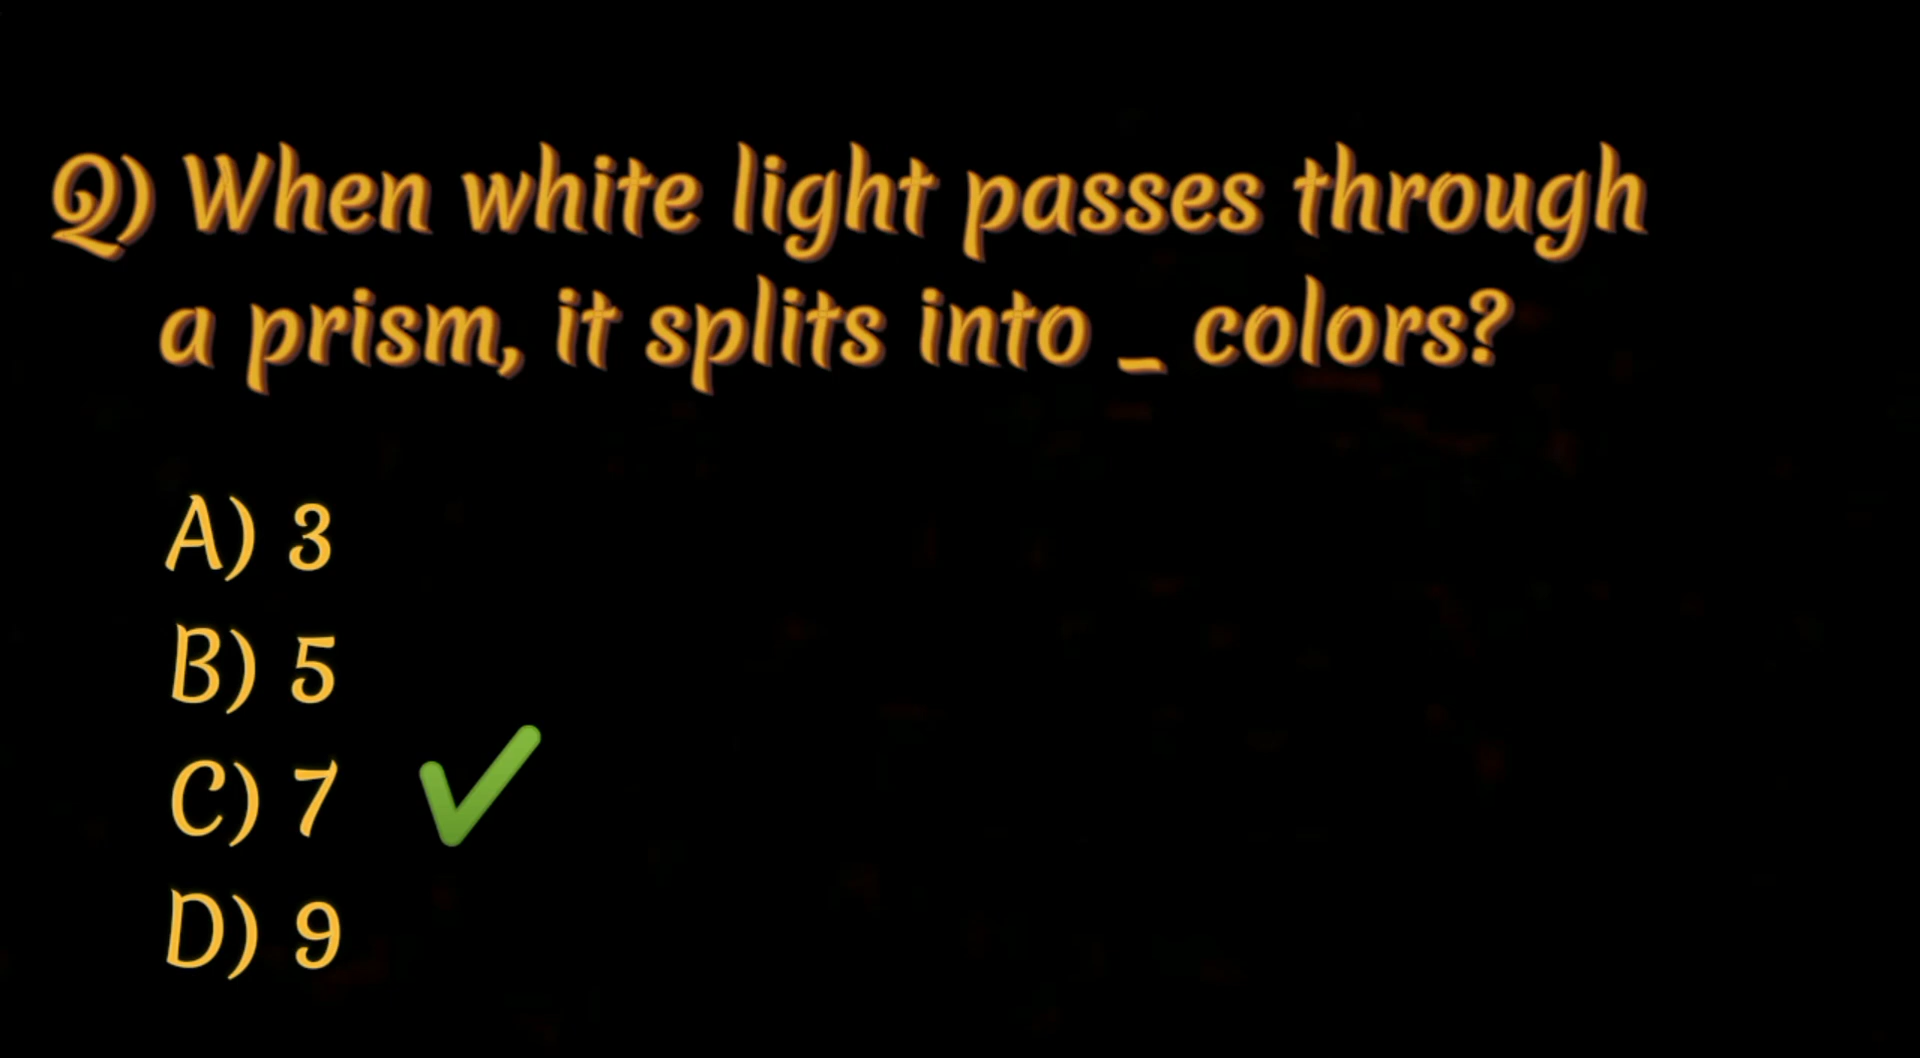 Q) When white light passes through
a prism, it splits into _ colors?
A) 3
B) 5
C) 7
D) 9